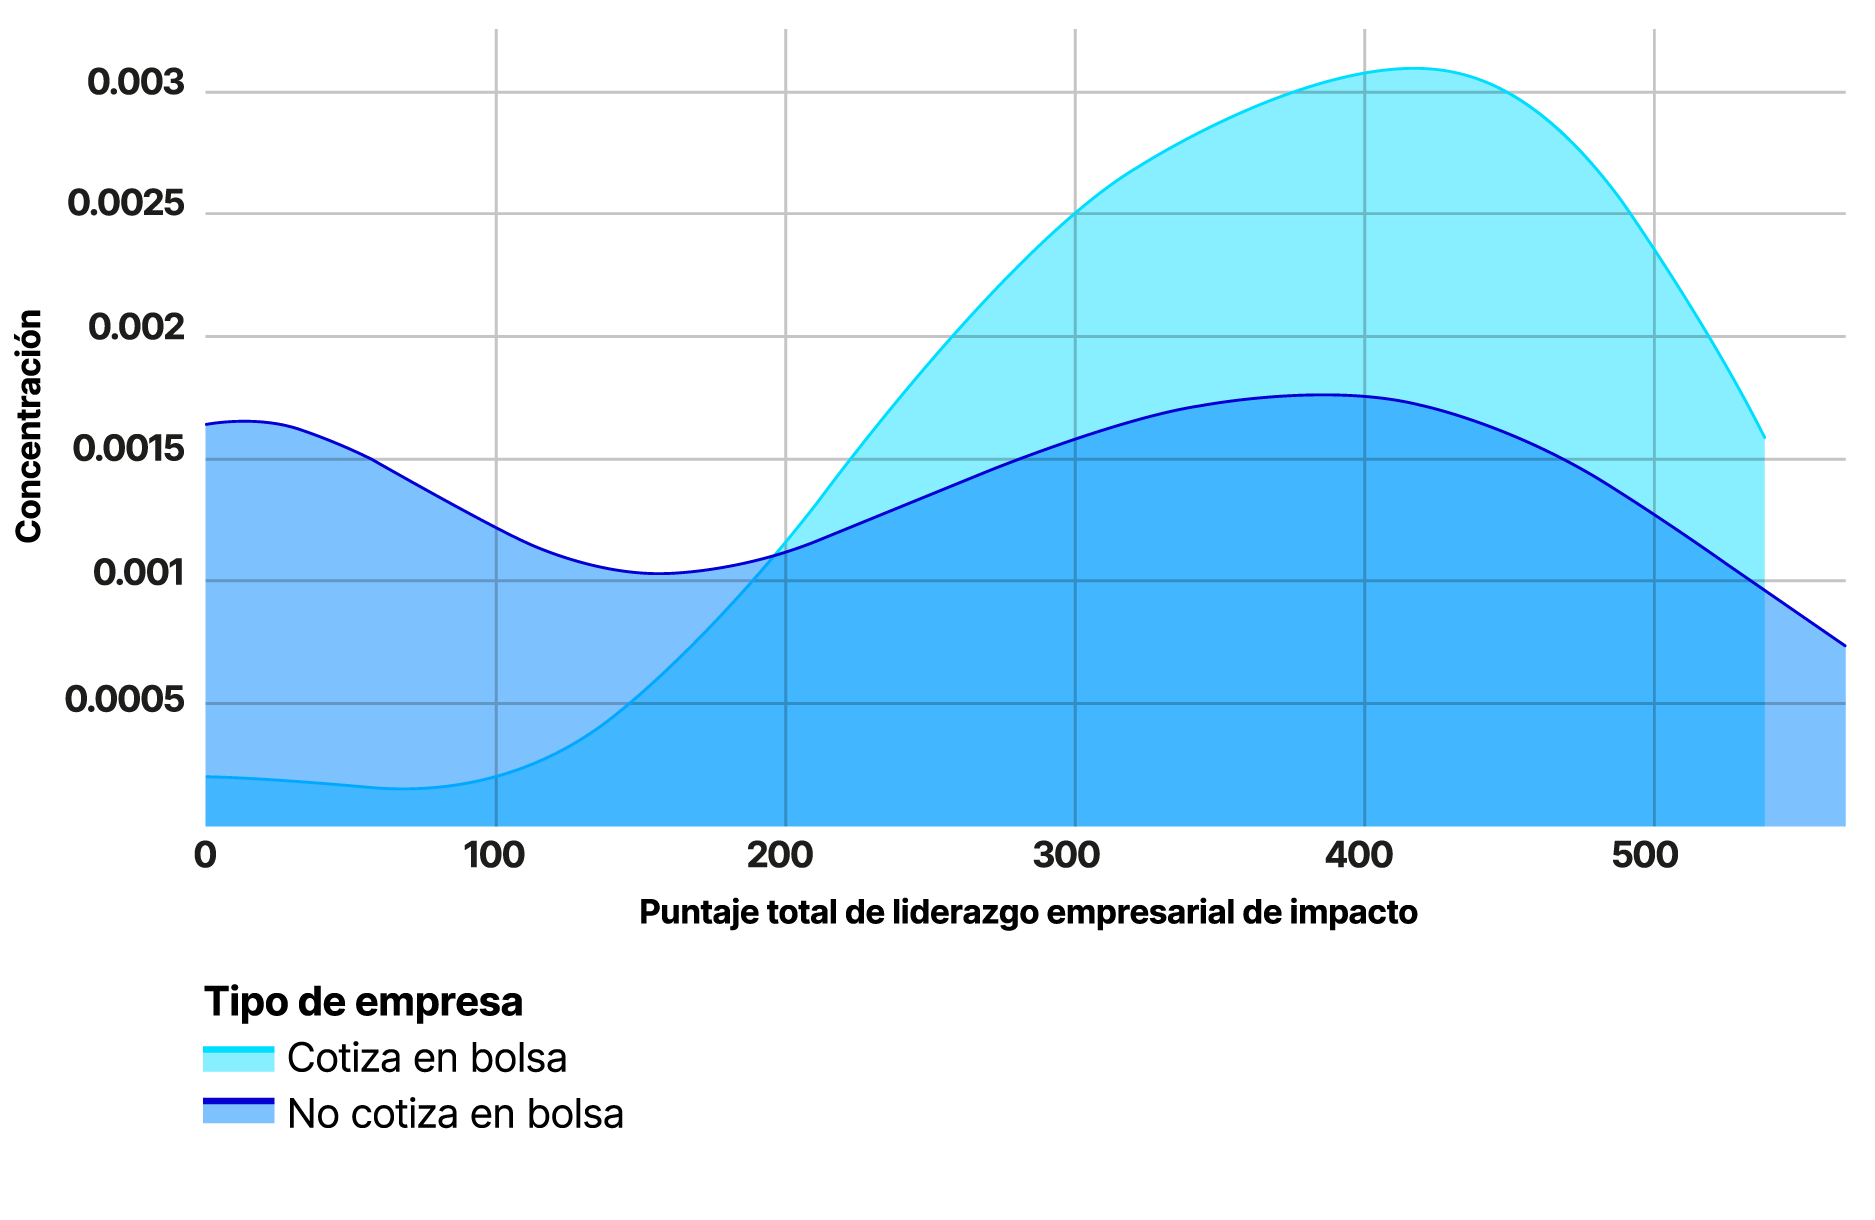 0.003
0.0025
0.002
0.0015
0.001
0.0005
Concentración
0 100 200 300 400 500
Puntaje total de liderazgo empresarial de impacto
Tipo de empresa
Cotiza en bolsa
No cotiza en bolsa